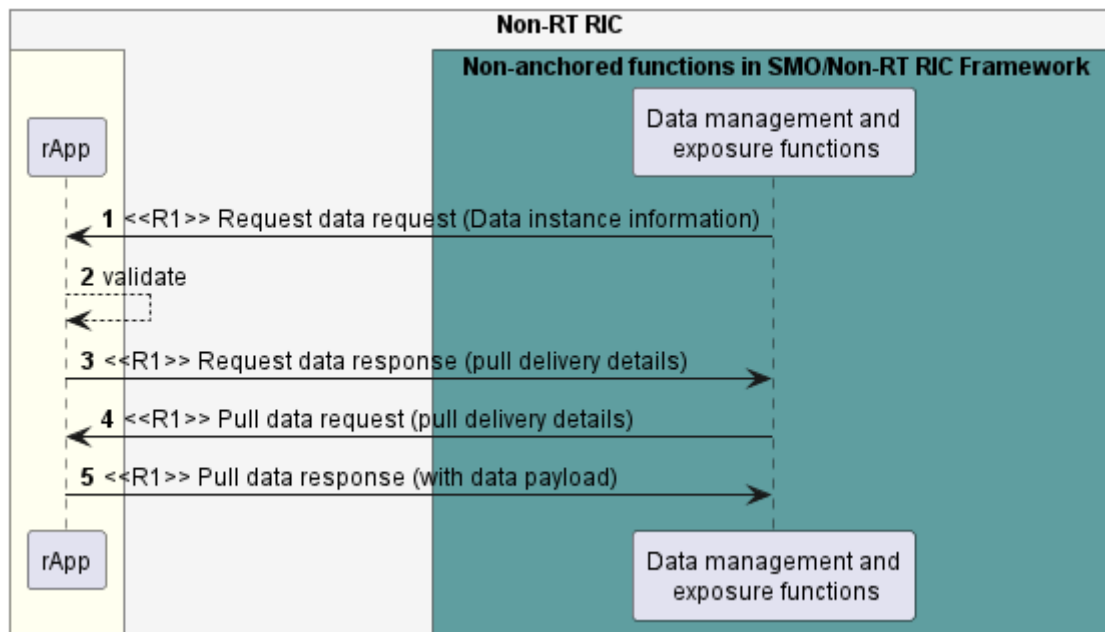 Non-RT RIC
Non-anchored functions in SMO/Non-RT RIC Framework
rApp
Data management and
exposure functions
1 <<R1>> Request data request (Data instance information)
2 validate
3 <<R1>> Request data response (pull delivery details)
4 <<R1>> Pull data request (pull delivery details)
5 <<R1>> Pull data response (with data payload)
rApp
Data management and
exposure functions